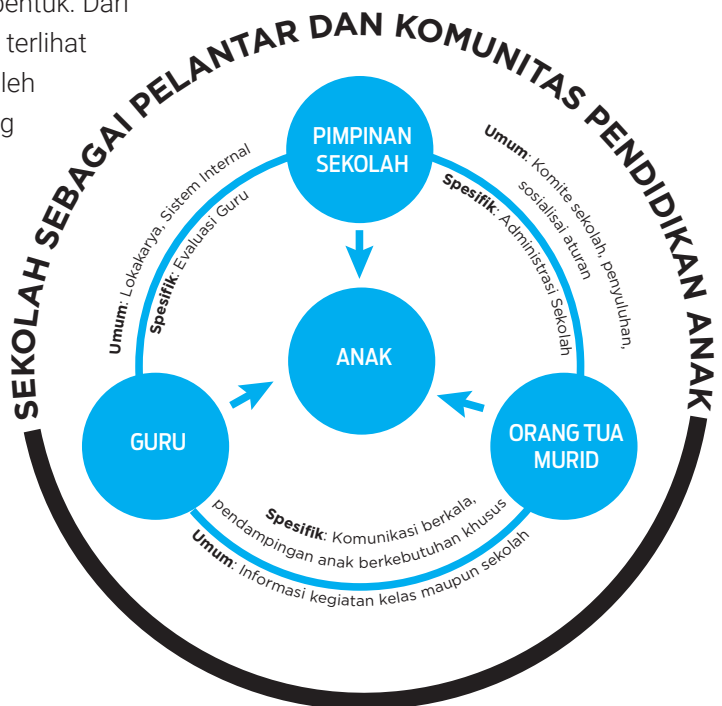 bentuk. Dari
terlihat
leh
g
SEKOLAH SEBAGAI PELANTAR DAN KOMUNITAS PENDIDIKAN ANAK
PIMPINAN
SEKOLAH
Umum: Lokakarya, Sistem Internal
Spesifik: Evaluasi Guru
Umum: Komite sekolah, penyuluhan,
sosialisai aturan
Spesifik: Administrasi Sekolah
ANAK
GURU
ORANG TUA
MURID
Spesifik: Komunikasi berkala,
pendampingan anak berkebutuhan khusus
Umum: Informasi kegiatan kelas maupun sekolah